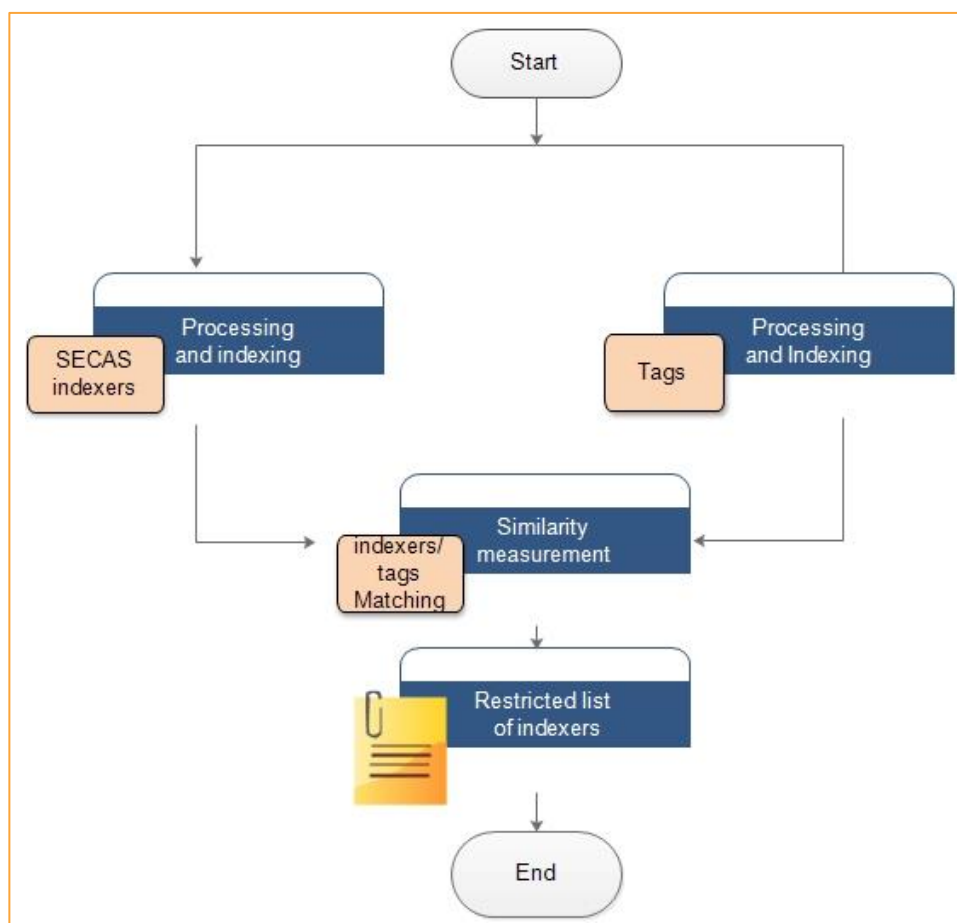 Start
Processing
and indexing
SECAS
indexers
Processing
and Indexing
Tags
Similarity
measurement
indexers/
tags
Matching
Restricted list
of indexers
End